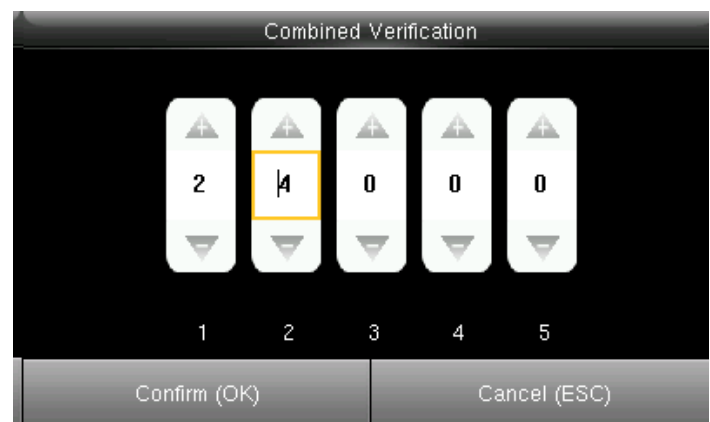 Combined Verification
+ + + + +
2 4 0 0 0
- - - - -
1 2 3 4 5
Confirm (OK) Cancel (ESC)